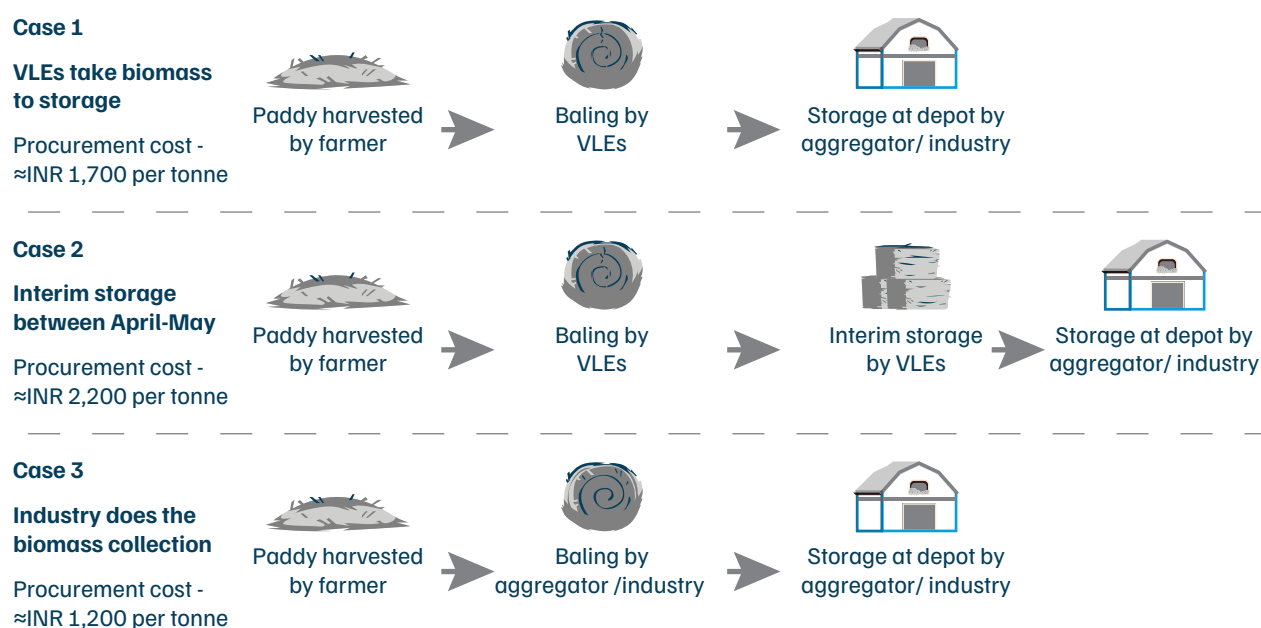 Case 1
VLEs take biomass
to storage
Procurement cost -
≈INR 1,700 per tonne
Paddy harvested
by farmer
Baling by
VLEs
Storage at depot by
aggregator/ industry
Case 2
Interim storage
between April-May
Procurement cost -
≈INR 2,200 per tonne
Paddy harvested
by farmer
Baling by
VLEs
Interim storage
by VLEs
Storage at depot by
aggregator/ industry
Case 3
Industry does the
biomass collection
Procurement cost -
≈INR 1,200 per tonne
Paddy harvested
by farmer
Baling by
aggregator /industry
Storage at depot by
aggregator/ industry